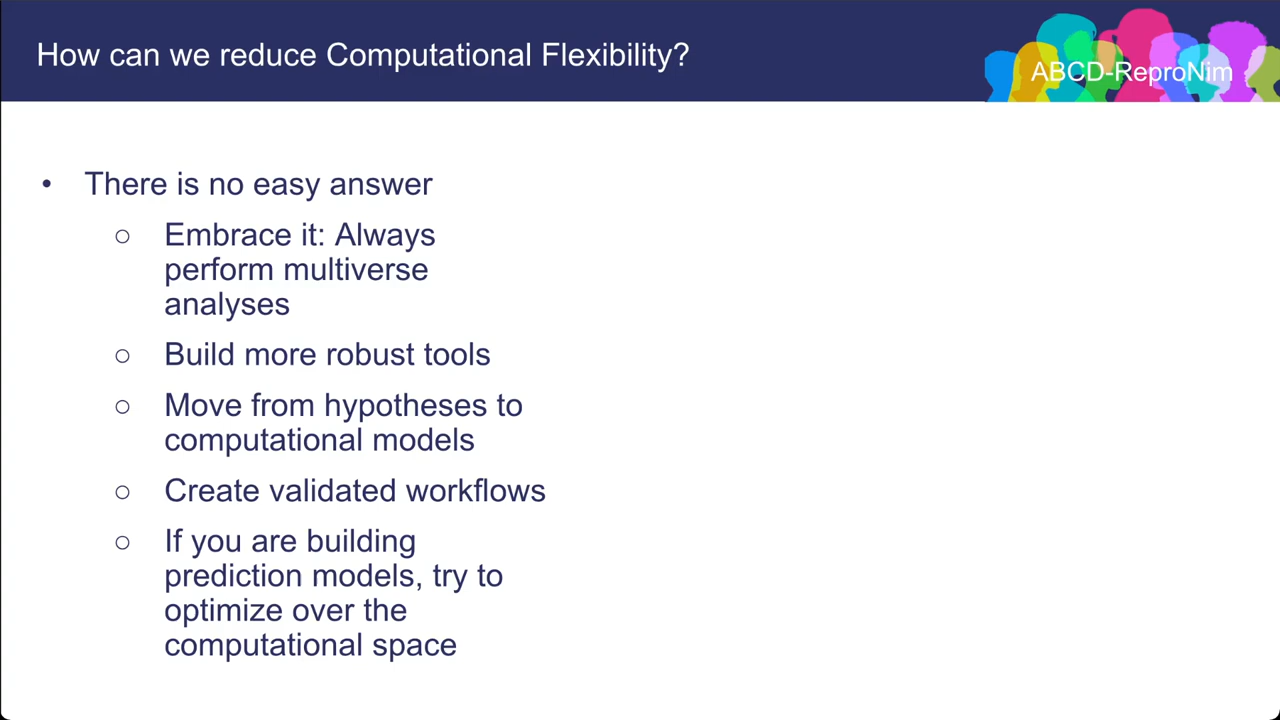 How can we reduce Computational Flexibility?
ABCD-ReproNim
• There is no easy answer
○ Embrace it: Always
perform multiverse
analyses
○ Build more robust tools
○ Move from hypotheses to
computational models
○ Create validated workflows
○ If you are building
prediction models, try to
optimize over the
computational space